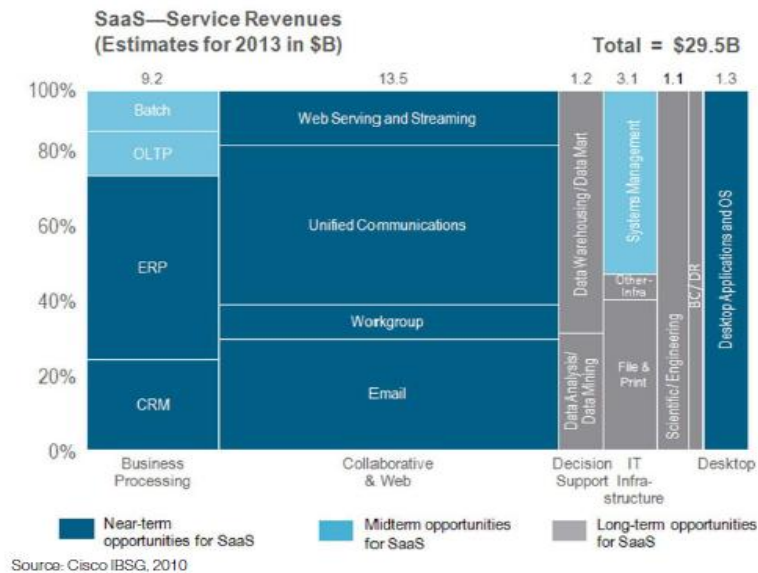 SaaS—Service Revenues
(Estimates for 2013 in $B)
Total = $29.5B
9.2
13.5
1.2
3.1
1.1
1.3
100%
80%
60%
40%
20%
0%
Batch
OLTP
ERP
CRM
Web Serving and Streaming
Unified Communications
Workgroup
Email
Data Warehousing / Data Mart
Data Analysis/
Data Mining
Systems Management
Other-
Infra
File &
Print
Scientific / Engineering
BC / DR
Desktop Applications and OS
Business
Processing
Collaborative
& Web
Decision
Support
IT
Infra-
structure
Desktop
Near-term
opportunities for SaaS
Midterm opportunities
for SaaS
Long-term opportunities
for SaaS
Source: Cisco IBSG, 2010